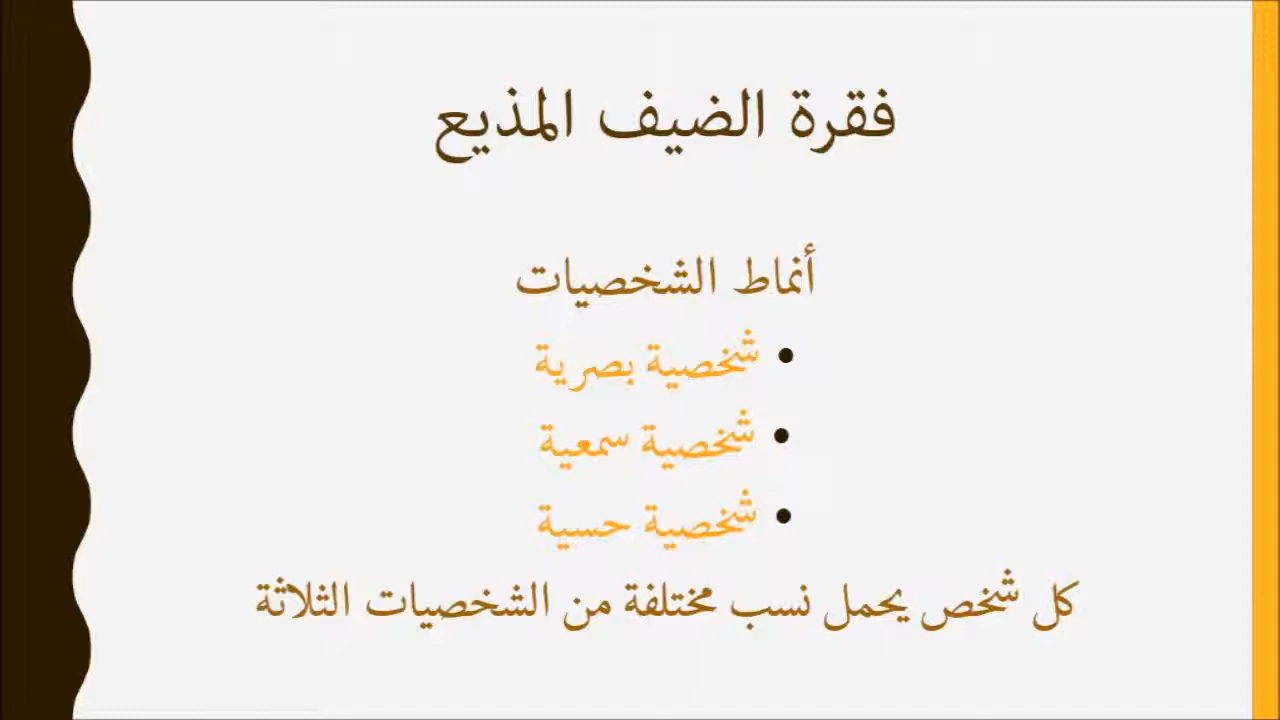 فقرة الضيف المذيع
أنماط الشخصيات
• شخصية بصرية
• شخصية سمعية
• شخصية حسية
كل شخص يحمل نسب مختلفة من الشخصيات الثلاثة